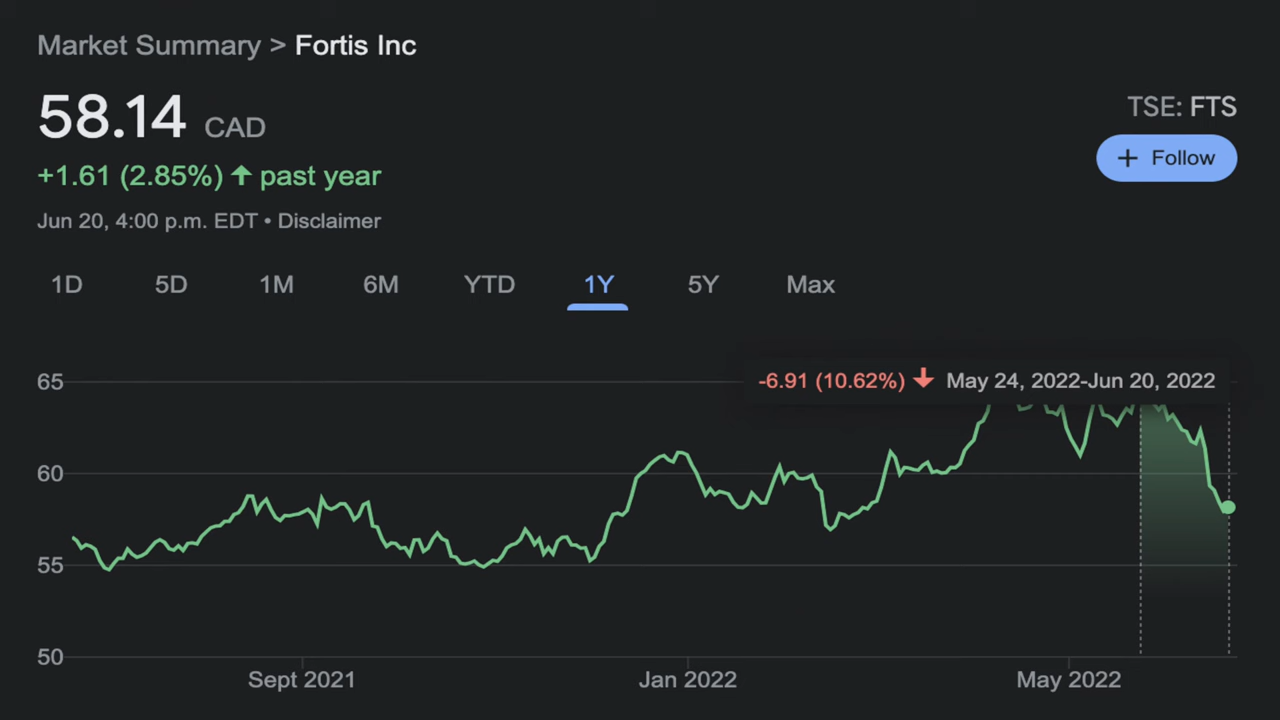 Market Summary > Fortis Inc
58.14 CAD
TSE: FTS
+1.61 (2.85%) ↑ past year
+ Follow
Jun 20, 4:00 p.m. EDT • Disclaimer
1D 5D 1M 6M YTD 1Y 5Y Max
-6.91 (10.62%) ↓ May 24, 2022-Jun 20, 2022
65
60
55
50
Sept 2021 Jan 2022 May 2022